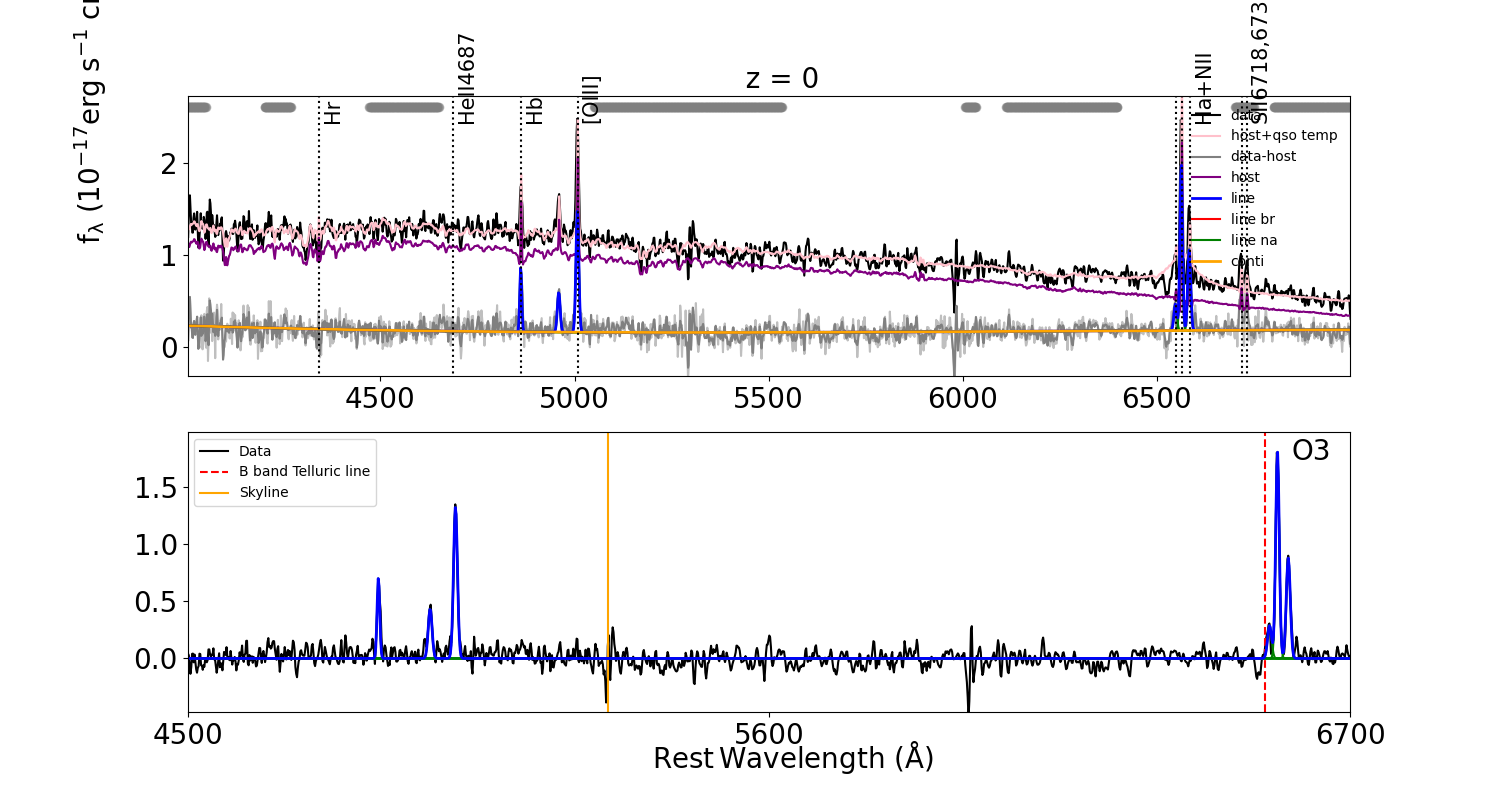 z = 0
f_λ (10^−17 erg s^−1 c
Hr
HeII4687
Hb
[OIII]
Ha+NII
SII6718,673
data
host+qso temp
data-host
host
line
line br
line na
conti
2
1
0
4500
5000
5500
6000
6500
Data
B band Telluric line
Skyline
O3
1.5
1.0
0.5
0.0
4500
5600
6700
Rest Wavelength (Å)